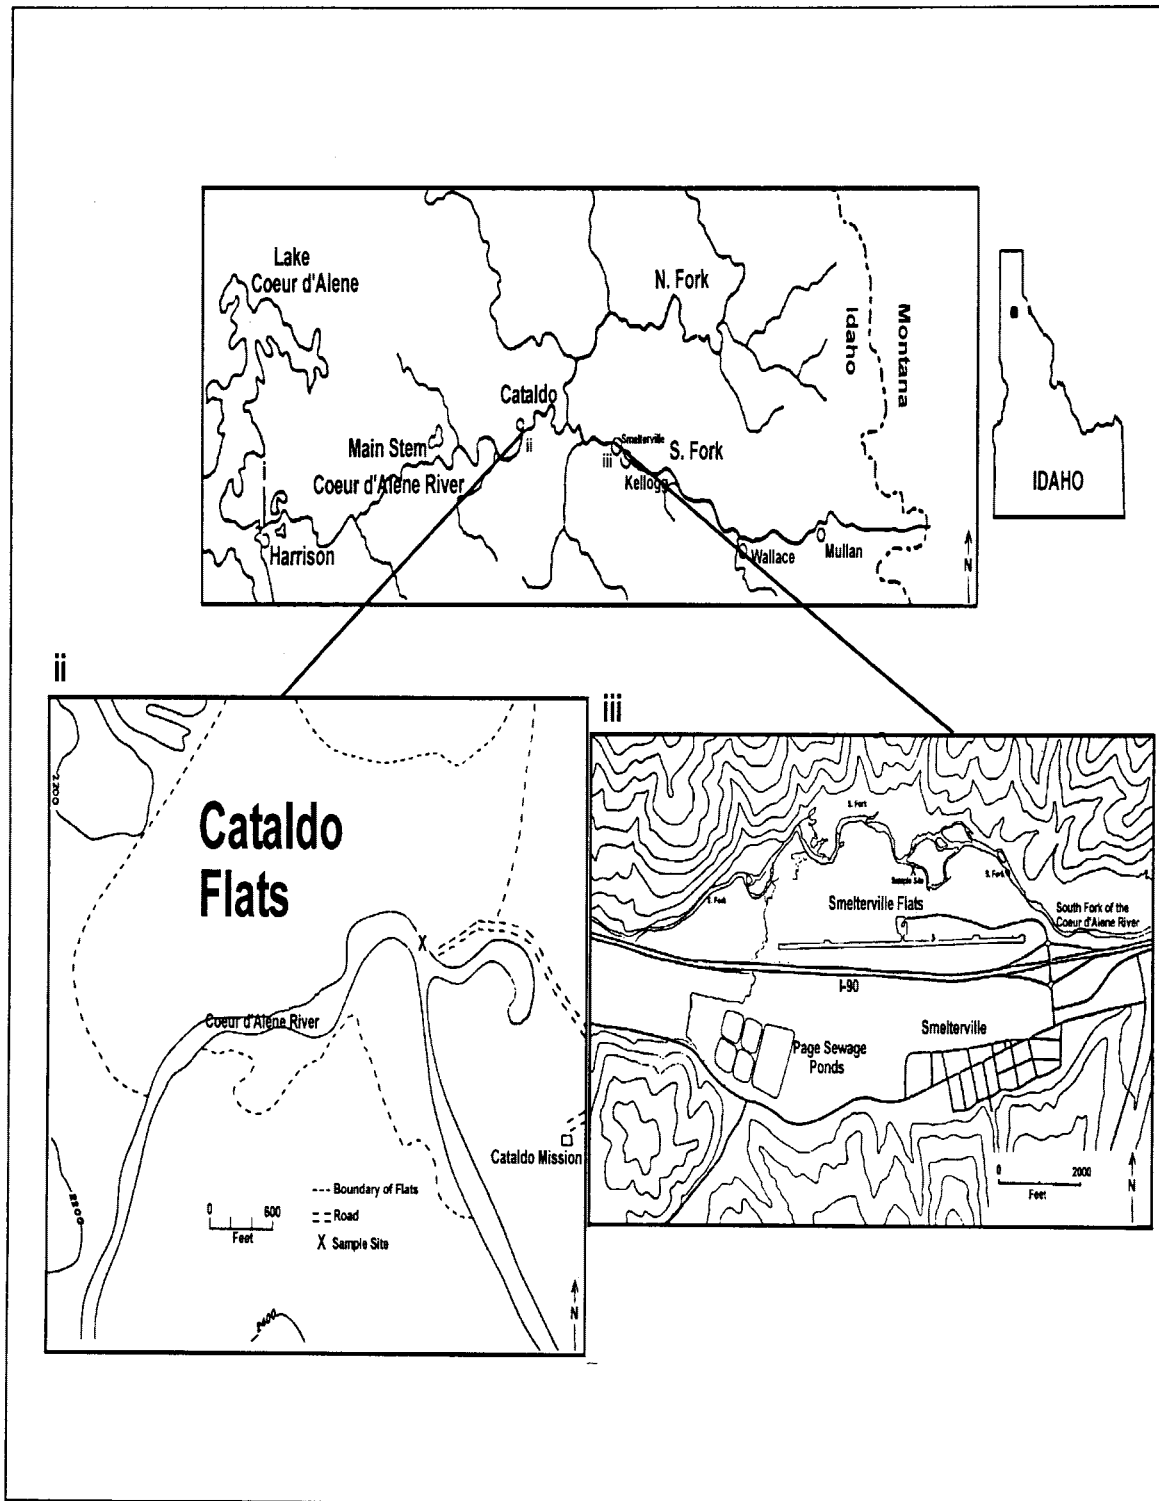 Lake
Coeur d'Alene
N. Fork
Idaho
Montana
Cataldo
ii
Main Stem
Coeur d'Alene River
Smelterville
iii
S. Fork
Kellogg
Harrison
Wallace
Mullan
N
IDAHO
ii
2200
Cataldo
Flats
X
Coeur d'Alene River
Cataldo Mission
2200
0 600
Feet
--- Boundary of Flats
== Road
X Sample Site
2400
N
iii
S. Fork
Sample Site
X
S. Fork
S. Fork
Smelterville Flats
South Fork of the
Coeur d'Alene River
I-90
Smelterville
Page Sewage
Ponds
0 2000
Feet
N